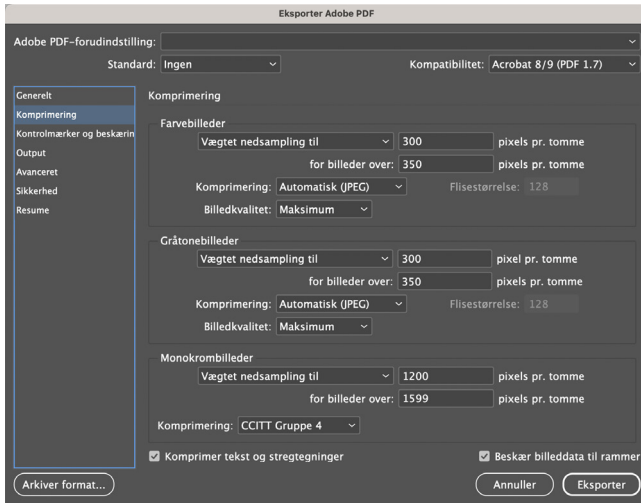 Eksporter Adobe PDF
Adobe PDF-forudindstilling:
Standard: Ingen Kompatibilitet: Acrobat 8/9 (PDF 1.7)
Generelt
Komprimering
Kontrolmærker og beskærin
Output
Avanceret
Sikkerhed
Resume
Komprimering
Farvebilleder
Vægtet nedsampling til 300 pixels pr. tomme
for billeder over: 350 pixels pr. tomme
Komprimering: Automatisk (JPEG) Flisestørrelse: 128
Billedkvalitet: Maksimum
Gråtonebilleder
Vægtet nedsampling til 300 pixel pr. tomme
for billeder over: 350 pixels pr. tomme
Komprimering: Automatisk (JPEG) Flisestørrelse: 128
Billedkvalitet: Maksimum
Monokrombilleder
Vægtet nedsampling til 1200 pixels pr. tomme
for billeder over: 1599 pixels pr. tomme
Komprimering: CCITT Gruppe 4
Komprimer tekst og stregtegninger Beskær billeddata til rammer
Arkiver format... Annuller Eksporter